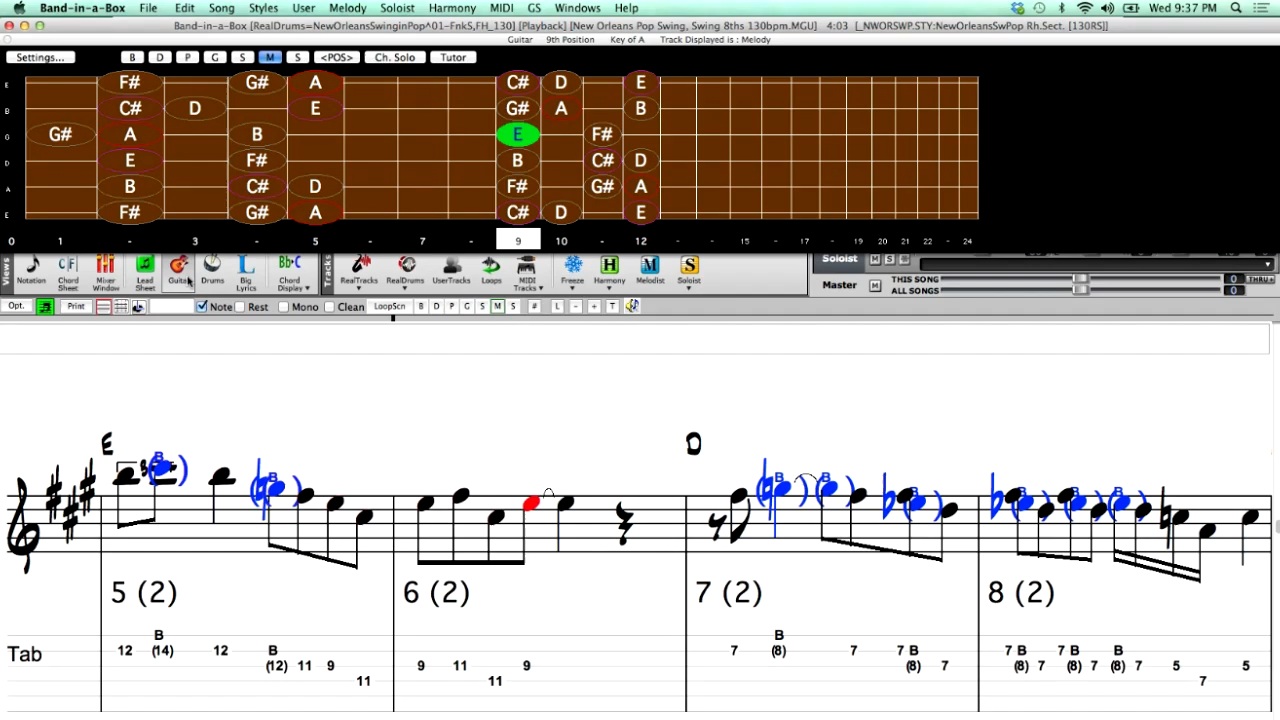 Band-in-a-Box File Edit Song Styles User Melody Soloist Harmony MIDI GS Windows Help Wed 9:37 PM
Band-in-a-Box [RealDrums=NewOrleansSwinginPop^01-FnkS,FH_130] [Playback] [New Orleans Pop Swing, Swing 8ths 130bpm.MGU] 4:03 [_NWORSWP.STY:NewOrleansSwPop Rh.Sect. [130RS]
Guitar 9th Position Key of A Track Displayed is : Melody
Settings... B D P G S M S <POS> Ch. Solo Tutor
E F# G# A C# D E
B C# D E G# A B
G G# A B E F#
D E F# B C# D
A B C# D F# G# A
E F# G# A C# D E
0 1 - 3 - 5 - 7 - 9 10 - 12 - - 15 - 17 - 19 20 21 22 - 24
Views Notation Chord Sheet Mixer Window Lead Sheet Guitar Drums Big Lyrics Chord Display Tracks RealTracks RealDrums UserTracks Loops MIDI Tracks Freeze Harmony Melodist Soloist
Soloist M S
Master M THIS SONG 0 THRU
ALL SONGS 0
Opt. Print Note Rest Mono Clean LoopScn B D P G S M S # L - + T
E D
B B B B B B B B
5 (2) 6 (2) 7 (2) 8 (2)
B B
Tab 12 (14) 12 B 9 11 9 7 (8) 7 7 B 7 B 7 B B
(12) 11 9 (8) 7 (8) 7 (8) 7 (8) 7 5 5
11 11 7